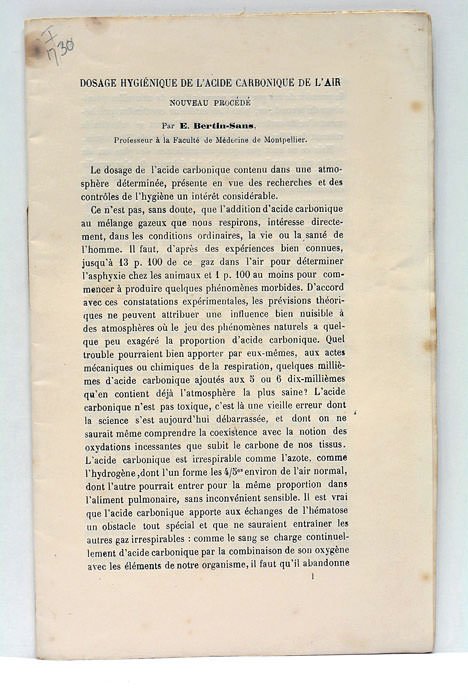 I
730
DOSAGE HYGIÉNIQUE DE L'ACIDE CARBONIQUE DE L'AIR
NOUVEAU PROCÉDÉ
Par E. Bertin-Sans,
Professeur à la Faculté de Médecine de Montpellier.
Le dosage de l'acide carbonique contenu dans une atmo-
sphère déterminée, présente en vue des recherches et des
contrôles de l'hygiène un intérêt considérable.
Ce n'est pas, sans doute, que l'addition d'acide carbonique
au mélange gazeux que nous respirons, intéresse directe-
ment, dans les conditions ordinaires, la vie ou la santé de
l'homme. Il faut, d'après des expériences bien connues,
jusqu'à 13 p. 100 de ce gaz dans l'air pour déterminer
l'asphyxie chez les animaux et 1 p. 100 au moins pour com-
mencer à produire quelques phénomènes morbides. D'accord
avec ces constatations expérimentales, les prévisions théori-
ques ne peuvent attribuer une influence bien nuisible à
des atmosphères où le jeu des phénomènes naturels a quel-
que peu exagéré la proportion d'acide carbonique. Quel
trouble pourraient bien apporter par eux-mêmes, aux actes
mécaniques ou chimiques de la respiration, quelques milliè-
mes d'acide carbonique ajoutés aux 5 ou 6 dix-millièmes
qu'en contient déjà l'atmosphère la plus saine? L'acide
carbonique n'est pas toxique, c'est là une vieille erreur dont
la science s'est aujourd'hui débarrassée, et dont on ne
saurait même comprendre la coexistence avec la notion des
oxydations incessantes que subit le carbone de nos tissus.
L'acide carbonique est irrespirable comme l'azote. comme
l'hydrogène, dont l'un forme les 4/5es environ de l'air normal,
dont l'autre pourrait entrer pour la même proportion dans
l'aliment pulmonaire, sans inconvénient sensible. Il est vrai
que l'acide carbonique apporte aux échanges de l'hématose
un obstacle tout spécial et que ne sauraient entraîner les
autres gaz irrespirables : comme le sang se charge continuel-
lement d'acide carbonique par la combinaison de son oxygène
avec les éléments de notre organisme, il faut qu'il abandonne
1